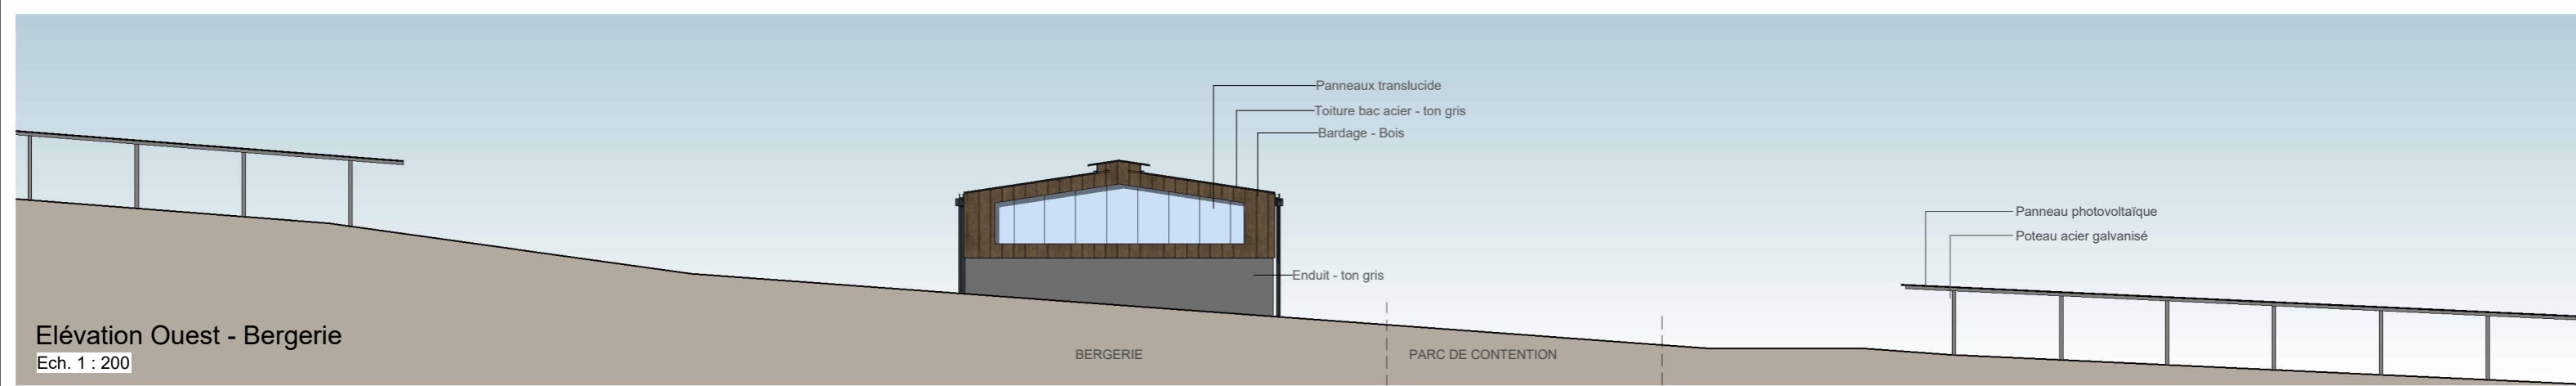 Panneaux translucide
Toiture bac acier - ton gris
Bardage - Bois
Panneau photovoltaïque
Poteau acier galvanisé
Enduit - ton gris
Elévation Ouest - Bergerie
Ech. 1 : 200
BERGERIE
PARC DE CONTENTION